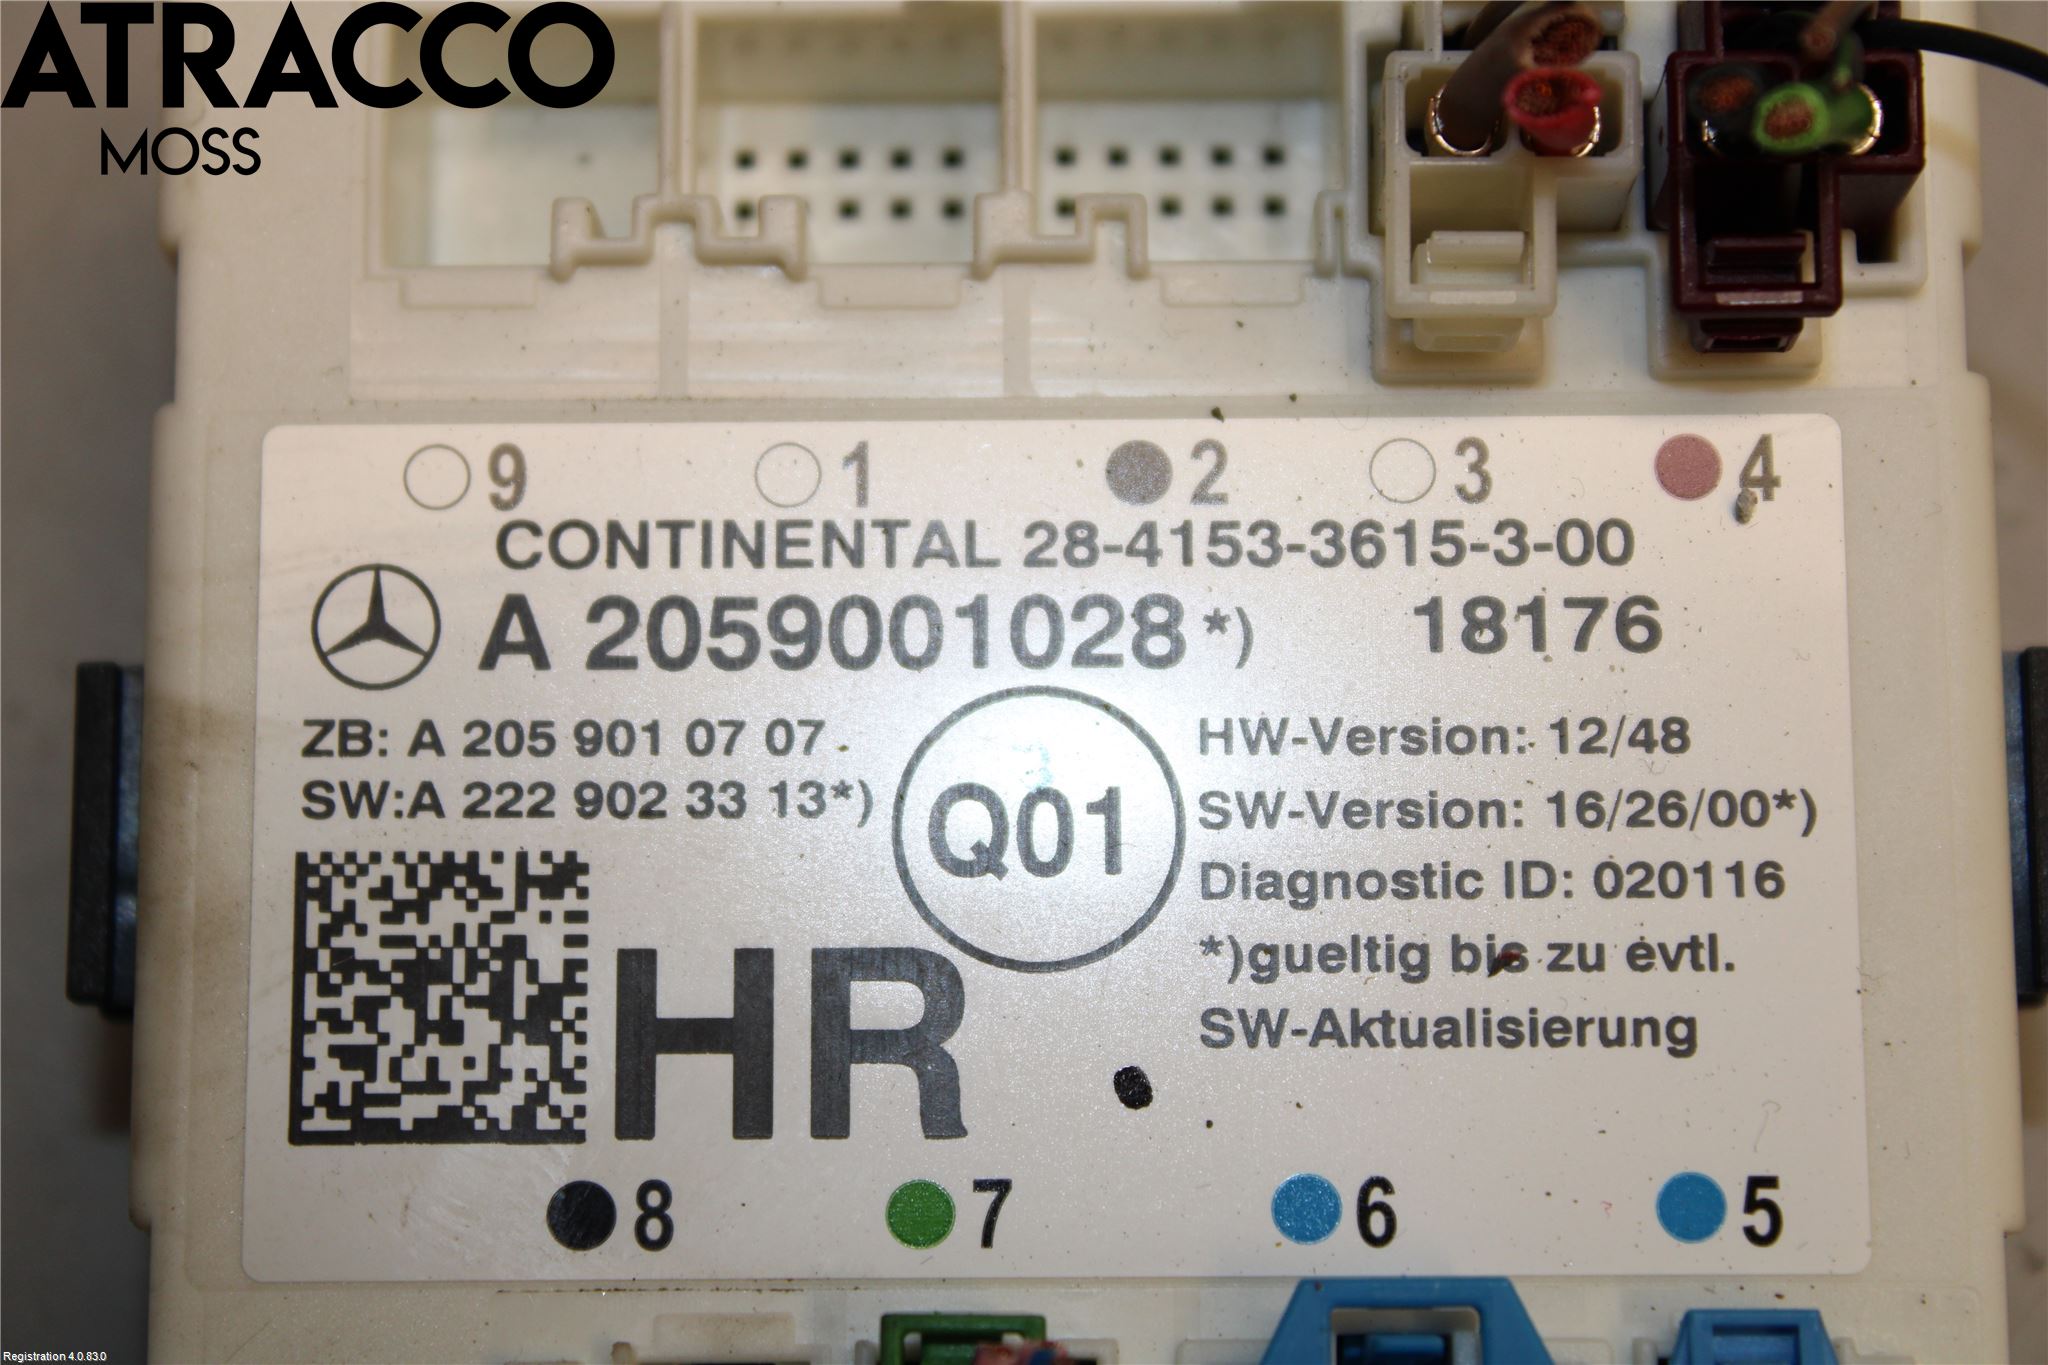 ATRACCO
MOSS
9 1 2 3 4
CONTINENTAL 28-4153-3615-3-00
A 2059001028*) 18176
ZB: A 205 901 07 07
SW:A 222 902 33 13*)
Q01
HW-Version: 12/48
SW-Version: 16/26/00*)
Diagnostic ID: 020116
*)gueltig bis zu evtl.
SW-Aktualisierung
HR
8 7 6 5
Registration 4.0.83.0